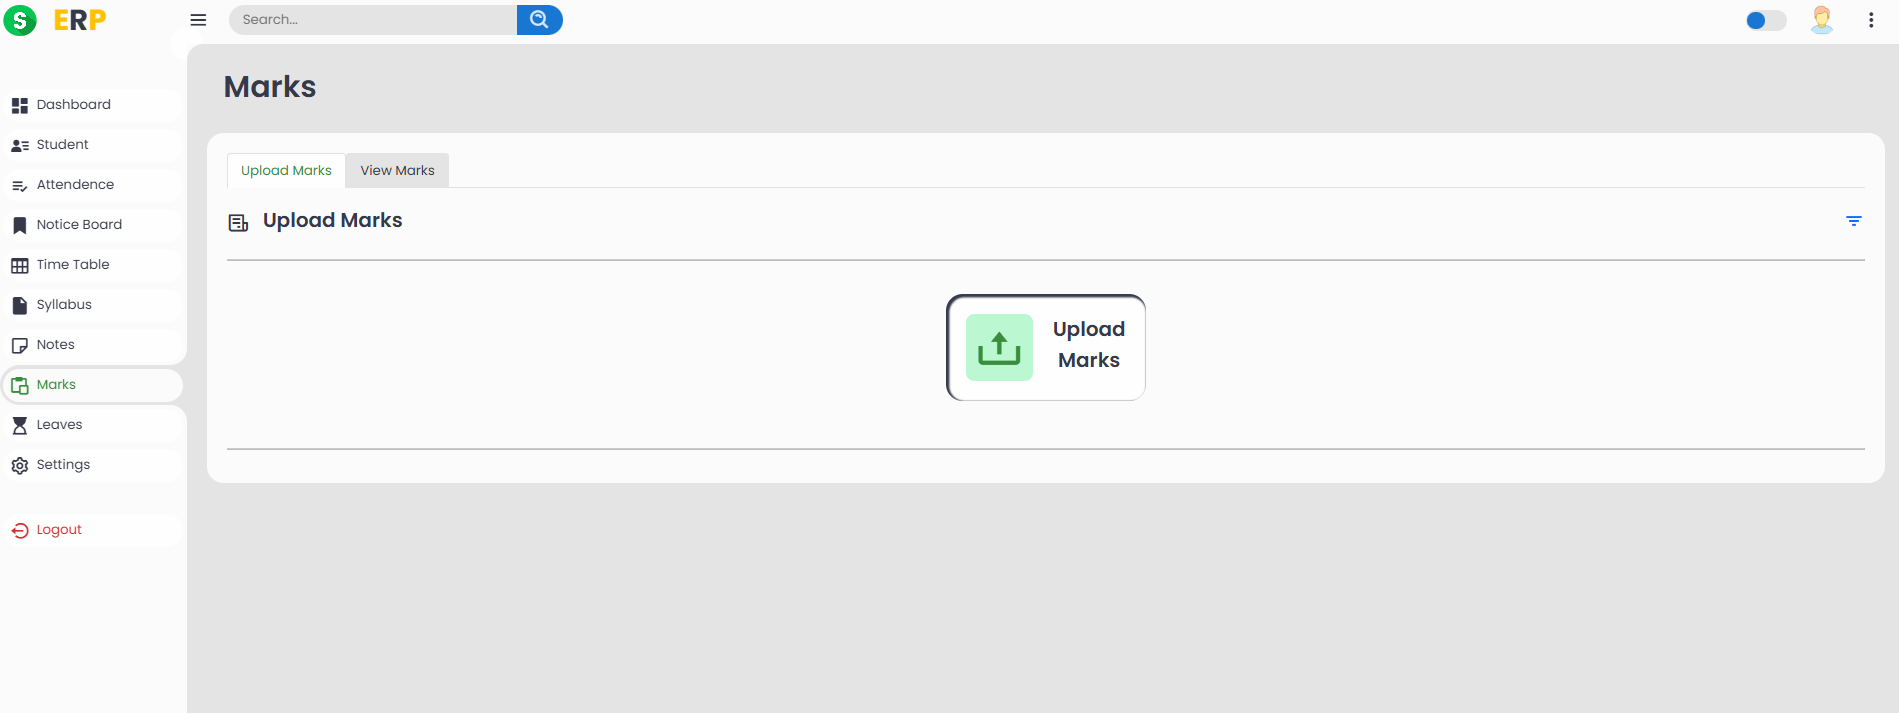 S ERP
Search...
Marks
Dashboard
Student
Attendence
Notice Board
Time Table
Syllabus
Notes
Marks
Leaves
Settings
Logout
Upload Marks
View Marks
Upload Marks
Upload
Marks